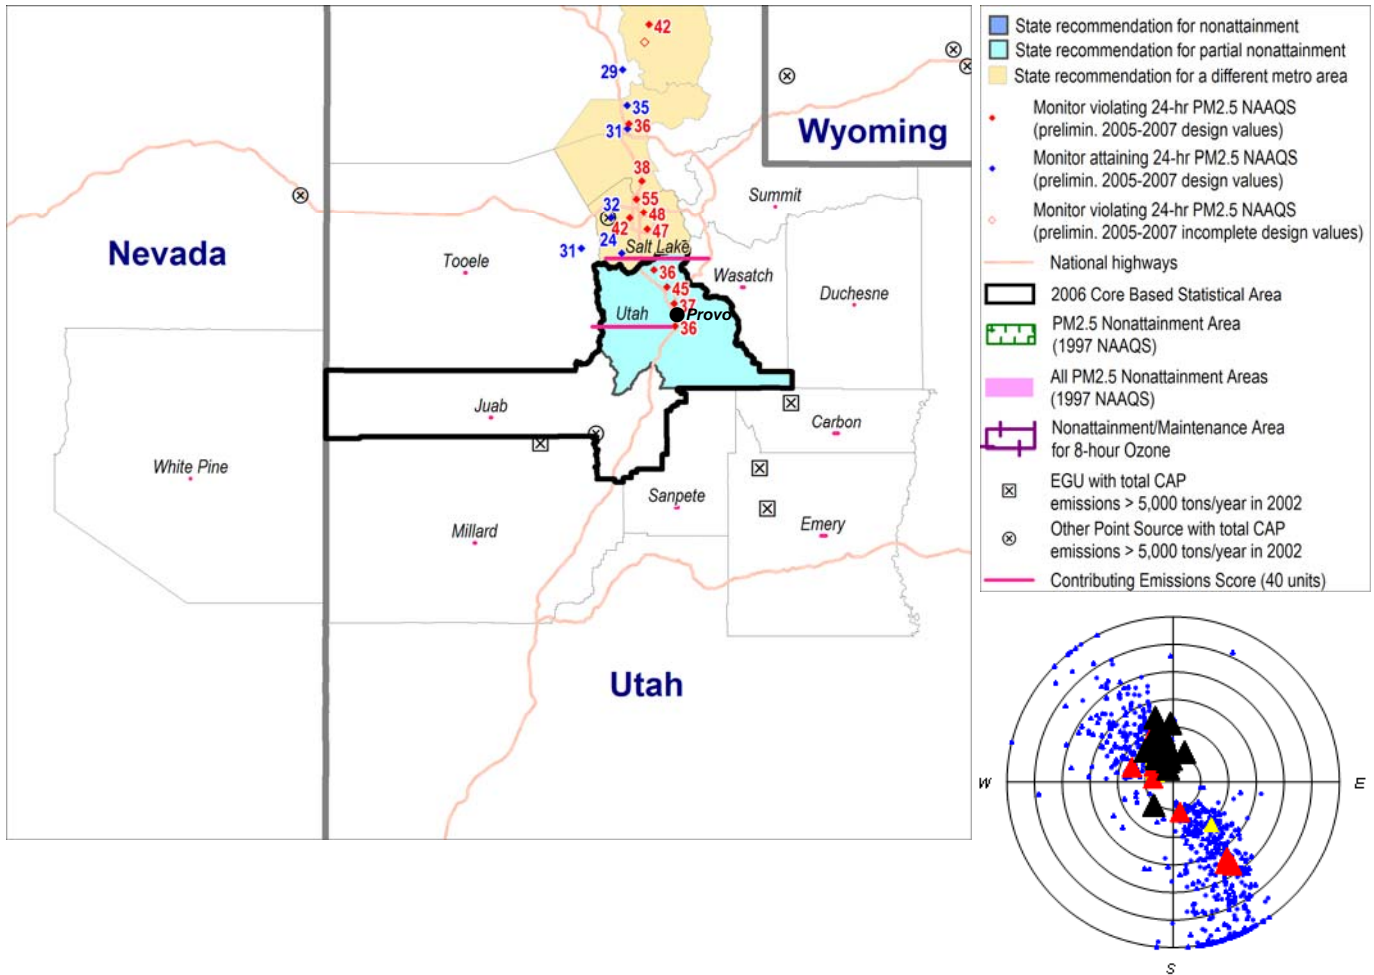 42
29
35
36
31
Wyoming
38
Summit
55
32
48
42
47
24
Salt Lake
31
Nevada
Tooele
36
Wasatch
45
Duchesne
37
Utah
Provo
36
Juab
Carbon
White Pine
Sanpete
Millard
Emery
Utah
State recommendation for nonattainment
State recommendation for partial nonattainment
State recommendation for a different metro area
Monitor violating 24-hr PM2.5 NAAQS
(prelimin. 2005-2007 design values)
Monitor attaining 24-hr PM2.5 NAAQS
(prelimin. 2005-2007 design values)
Monitor violating 24-hr PM2.5 NAAQS
(prelimin. 2005-2007 incomplete design values)
National highways
2006 Core Based Statistical Area
PM2.5 Nonattainment Area
(1997 NAAQS)
All PM2.5 Nonattainment Areas
(1997 NAAQS)
Nonattainment/Maintenance Area
for 8-hour Ozone
EGU with total CAP
emissions > 5,000 tons/year in 2002
Other Point Source with total CAP
emissions > 5,000 tons/year in 2002
Contributing Emissions Score (40 units)
W
E
S